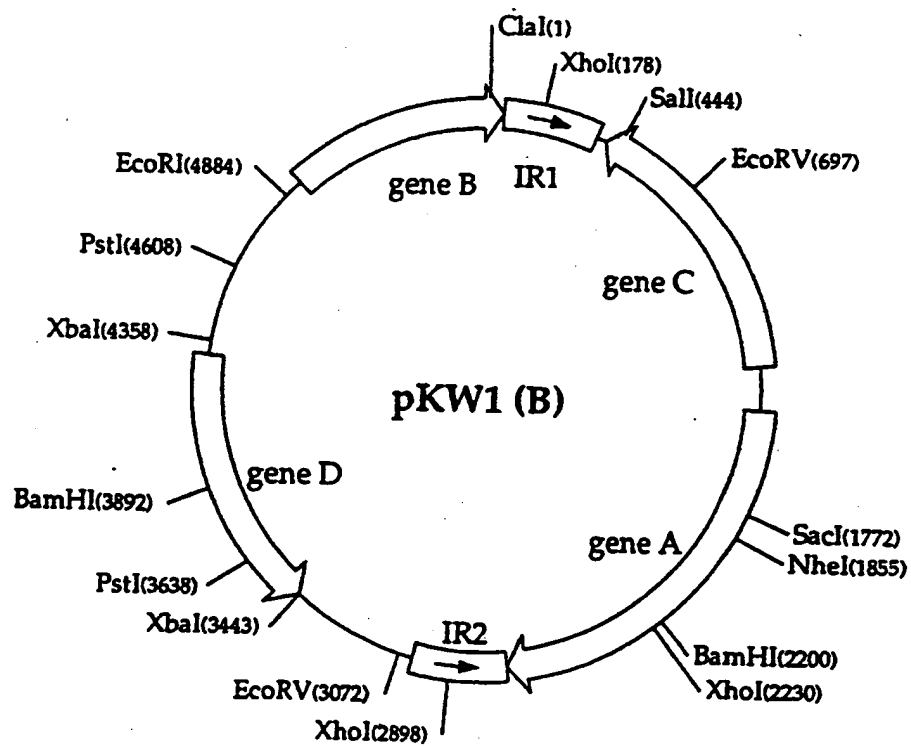 ClaI(1)
XhoI(178)
SalI(444)
EcoRV(697)
EcoRI(4884)
gene B
IR1
PstI(4608)
gene C
XbaI(4358)
pKW1 (B)
gene D
BamHI(3892)
SacI(1772)
gene A
NheI(1855)
PstI(3638)
XbaI(3443)
IR2
BamHI(2200)
EcoRV(3072)
XhoI(2230)
XhoI(2898)